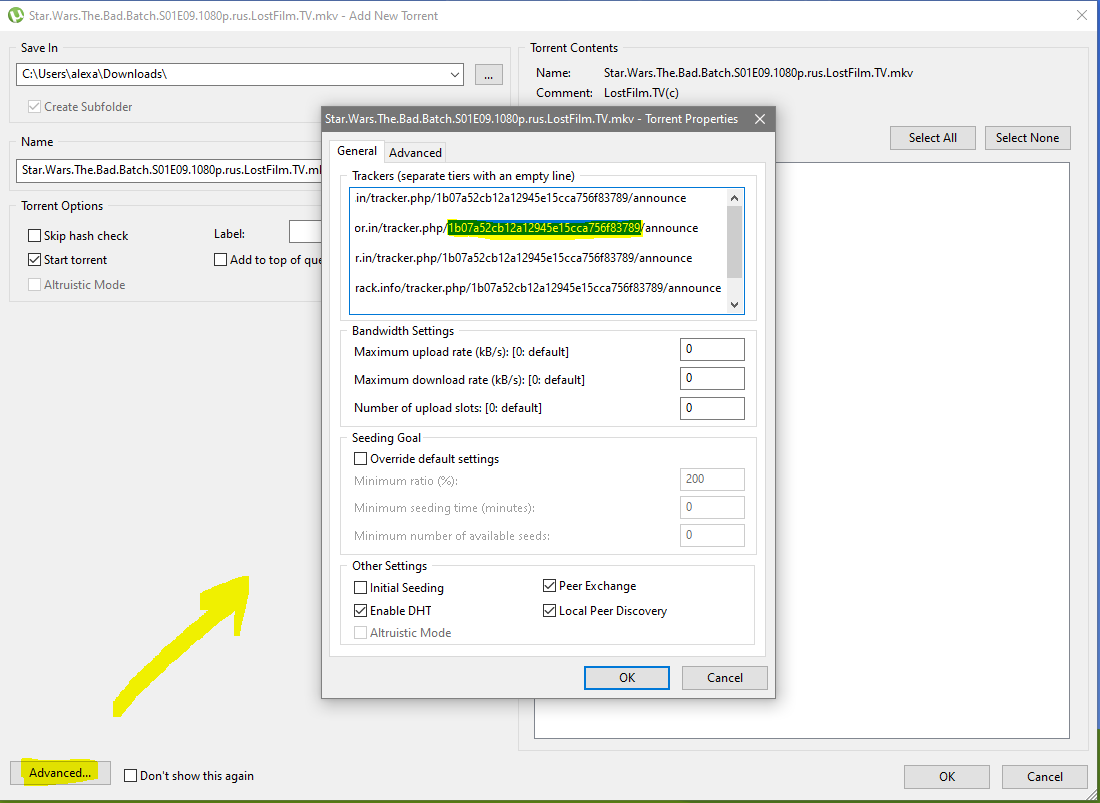 Star.Wars.The.Bad.Batch.S01E09.1080p.rus.LostFilm.TV.mkv - Add New Torrent
Save In
C:\Users\alexa\Downloads\
...
Create Subfolder
Name
Star.Wars.The.Bad.Batch.S01E09.1080p.rus.LostFilm.TV.mk
Torrent Options
Skip hash check
Label:
Start torrent
Add to top of que
Altruistic Mode
Torrent Contents
Name: Star.Wars.The.Bad.Batch.S01E09.1080p.rus.LostFilm.TV.mkv
Comment: LostFilm.TV(c)
Select All
Select None
Star.Wars.The.Bad.Batch.S01E09.1080p.rus.LostFilm.TV.mkv - Torrent Properties
General
Advanced
Trackers (separate tiers with an empty line)
.in/tracker.php/1b07a52cb12a12945e15cca756f83789/announce
or.in/tracker.php/1b07a52cb12a12945e15cca756f83789/announce
r.in/tracker.php/1b07a52cb12a12945e15cca756f83789/announce
rack.info/tracker.php/1b07a52cb12a12945e15cca756f83789/announce
Bandwidth Settings
Maximum upload rate (kB/s): [0: default] 0
Maximum download rate (kB/s): [0: default] 0
Number of upload slots: [0: default] 0
Seeding Goal
Override default settings
Minimum ratio (%): 200
Minimum seeding time (minutes): 0
Minimum number of available seeds: 0
Other Settings
Initial Seeding
Peer Exchange
Enable DHT
Local Peer Discovery
Altruistic Mode
OK
Cancel
Advanced...
Don't show this again
OK
Cancel